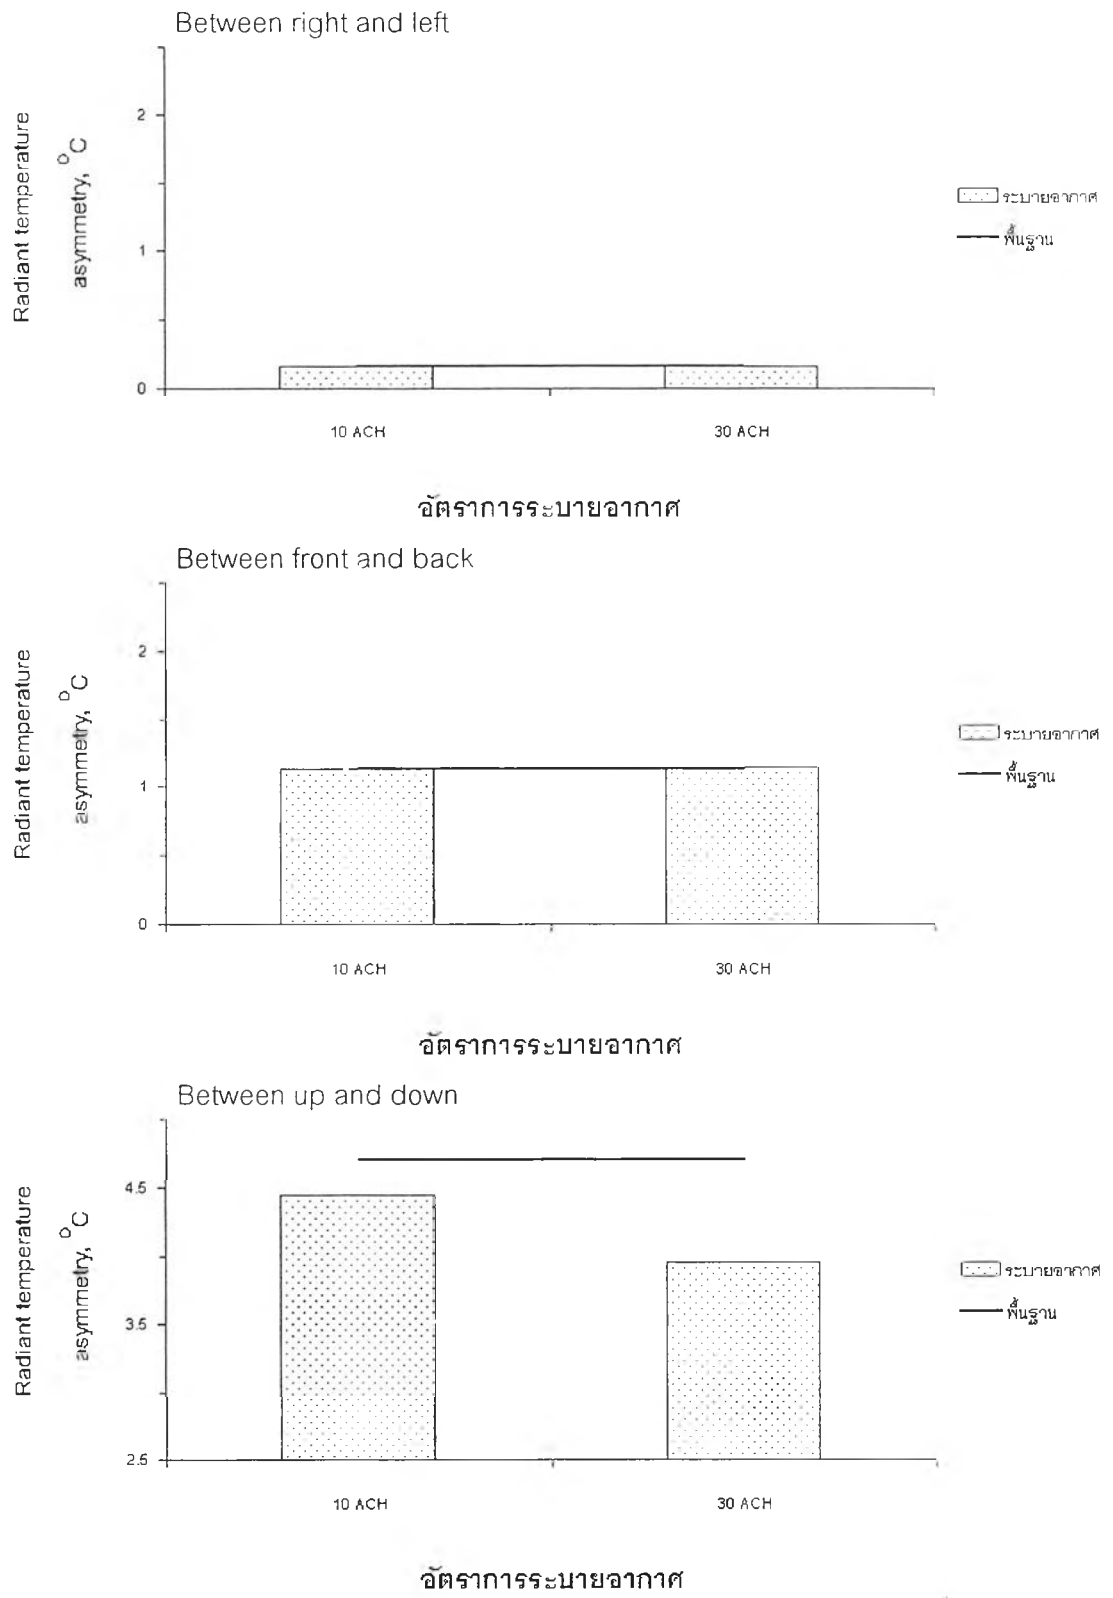 Between right and left
Radiant temperature
asymmetry, °C
2
1
0
10 ACH
30 ACH
ระบายอากาศ
พื้นฐาน
อัตราการระบายอากาศ
Between front and back
Radiant temperature
asymmetry, °C
2
1
0
10 ACH
30 ACH
ระบายอากาศ
พื้นฐาน
อัตราการระบายอากาศ
Between up and down
Radiant temperature
asymmetry, °C
4.5
3.5
2.5
10 ACH
30 ACH
ระบายอากาศ
พื้นฐาน
อัตราการระบายอากาศ